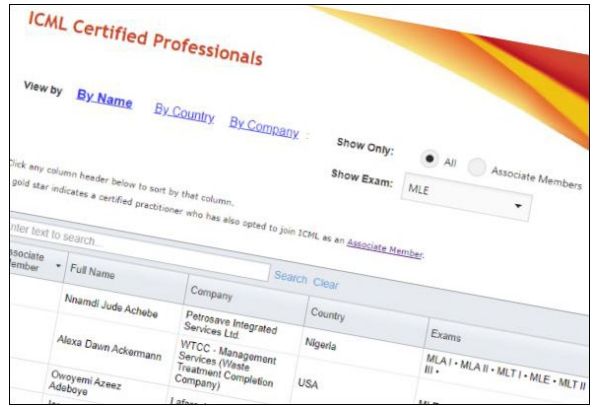 ICML Certified Professionals
View by By Name By Country By Company :
Show Only: All Associate Members
Show Exam: MLE
Click any column header below to sort by that column.
gold star indicates a certified practitioner who has also opted to join ICML as an Associate Member.
Enter text to search... Search Clear
Associate Member Full Name Company Country Exams
Nnamdi Jude Achebe Petrosave Integrated Services Ltd. Nigeria MLA I • MLA II • MLT I • MLE • MLT II
III •
Alexa Dawn Ackermann WTCC - Management
Services (Waste
Treatment Completion
Company) USA
Owoyemi Azeez
Adeboye